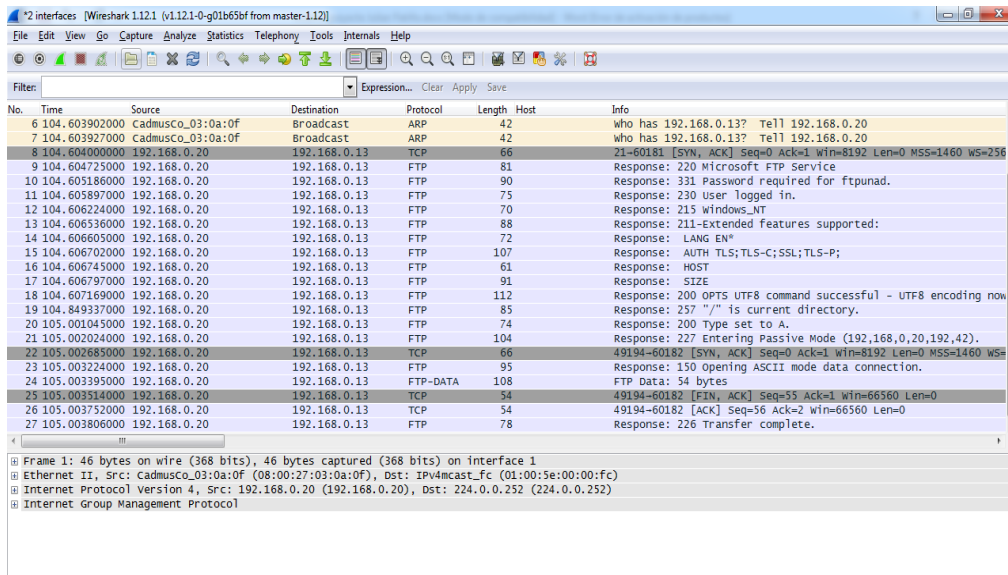 *2 interfaces [Wireshark 1.12.1 (v1.12.1-0-g01b65bf from master-1.12)]
File Edit View Go Capture Analyze Statistics Telephony Tools Internals Help
Filter: Expression... Clear Apply Save
No. Time Source Destination Protocol Length Host Info
6 104.603902000 CadmusCo_03:0a:0f Broadcast ARP 42 Who has 192.168.0.13? Tell 192.168.0.20
7 104.603927000 CadmusCo_03:0a:0f Broadcast ARP 42 Who has 192.168.0.13? Tell 192.168.0.20
8 104.604000000 192.168.0.20 192.168.0.13 TCP 66 21→60181 [SYN, ACK] Seq=0 Ack=1 Win=8192 Len=0 MSS=1460 WS=256
9 104.604725000 192.168.0.20 192.168.0.13 FTP 81 Response: 220 Microsoft FTP Service
10 104.605186000 192.168.0.20 192.168.0.13 FTP 90 Response: 331 Password required for ftpunad.
11 104.605897000 192.168.0.20 192.168.0.13 FTP 75 Response: 230 User logged in.
12 104.606224000 192.168.0.20 192.168.0.13 FTP 70 Response: 215 Windows_NT
13 104.606536000 192.168.0.20 192.168.0.13 FTP 88 Response: 211-Extended features supported:
14 104.606605000 192.168.0.20 192.168.0.13 FTP 72 Response: LANG EN*
15 104.606702000 192.168.0.20 192.168.0.13 FTP 107 Response: AUTH TLS;TLS-C;SSL;TLS-P;
16 104.606745000 192.168.0.20 192.168.0.13 FTP 61 Response: HOST
17 104.606797000 192.168.0.20 192.168.0.13 FTP 91 Response: SIZE
18 104.607169000 192.168.0.20 192.168.0.13 FTP 112 Response: 200 OPTS UTF8 command successful - UTF8 encoding now
19 104.849337000 192.168.0.20 192.168.0.13 FTP 85 Response: 257 "/" is current directory.
20 105.001045000 192.168.0.20 192.168.0.13 FTP 74 Response: 200 Type set to A.
21 105.002024000 192.168.0.20 192.168.0.13 FTP 104 Response: 227 Entering Passive Mode (192,168,0,20,192,42).
22 105.002685000 192.168.0.20 192.168.0.13 TCP 66 49194→60182 [SYN, ACK] Seq=0 Ack=1 Win=8192 Len=0 MSS=1460 WS=
23 105.003224000 192.168.0.20 192.168.0.13 FTP 95 Response: 150 Opening ASCII mode data connection.
24 105.003395000 192.168.0.20 192.168.0.13 FTP-DATA 108 FTP Data: 54 bytes
25 105.003514000 192.168.0.20 192.168.0.13 TCP 54 49194→60182 [FIN, ACK] Seq=55 Ack=1 Win=66560 Len=0
26 105.003752000 192.168.0.20 192.168.0.13 TCP 54 49194→60182 [ACK] Seq=56 Ack=2 Win=66560 Len=0
27 105.003806000 192.168.0.20 192.168.0.13 FTP 78 Response: 226 Transfer complete.
Frame 1: 46 bytes on wire (368 bits), 46 bytes captured (368 bits) on interface 1
Ethernet II, Src: CadmusCo_03:0a:0f (08:00:27:03:0a:0f), Dst: IPv4mcast_fc (01:00:5e:00:00:fc)
Internet Protocol Version 4, Src: 192.168.0.20 (192.168.0.20), Dst: 224.0.0.252 (224.0.0.252)
Internet Group Management Protocol